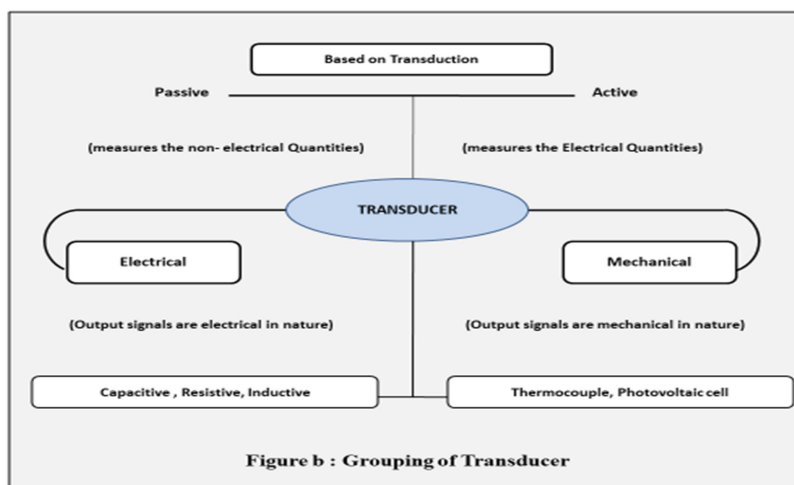 Based on Transduction
Passive
Active
(measures the non- electrical Quantities)
(measures the Electrical Quantities)
TRANSDUCER
Electrical
Mechanical
(Output signals are electrical in nature)
(Output signals are mechanical in nature)
Capacitive , Resistive, Inductive
Thermocouple, Photovoltaic cell
Figure b : Grouping of Transducer